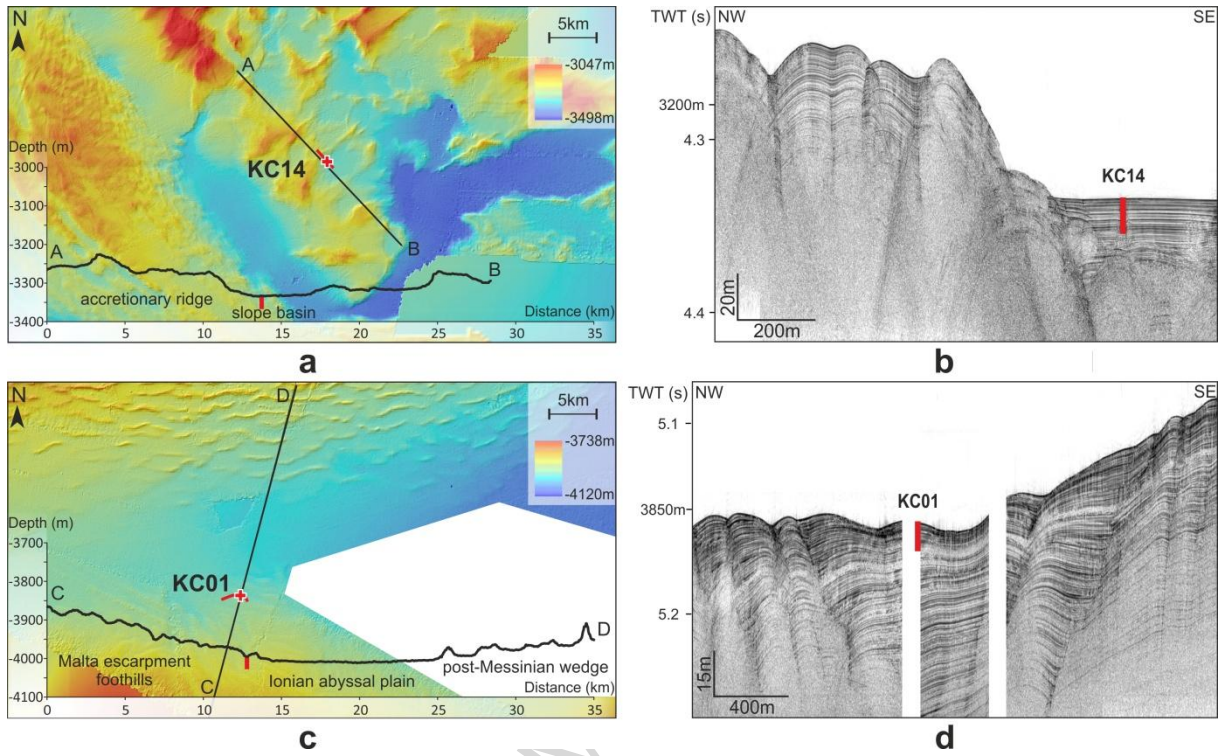 N
5km
-3047m
-3498m
A
KC14
B
Depth (m)
-3000
-3100
-3200
-3300
-3400
A
B
accretionary ridge
slope basin
Distance (km)
0 5 10 15 20 25 30 35
a
TWT (s) NW SE
3200m
4.3
4.4
KC14
20m
200m
b
N
5km
-3738m
-4120m
D
KC01
C
Depth (m)
-3700
-3800
-3900
-4000
-4100
C
D
Malta escarpment
foothills
Ionian abyssal plain
post-Messinian wedge
Distance (km)
0 5 10 15 20 25 30 35
c
TWT (s) NW SE
5.1
3850m
5.2
KC01
15m
400m
d